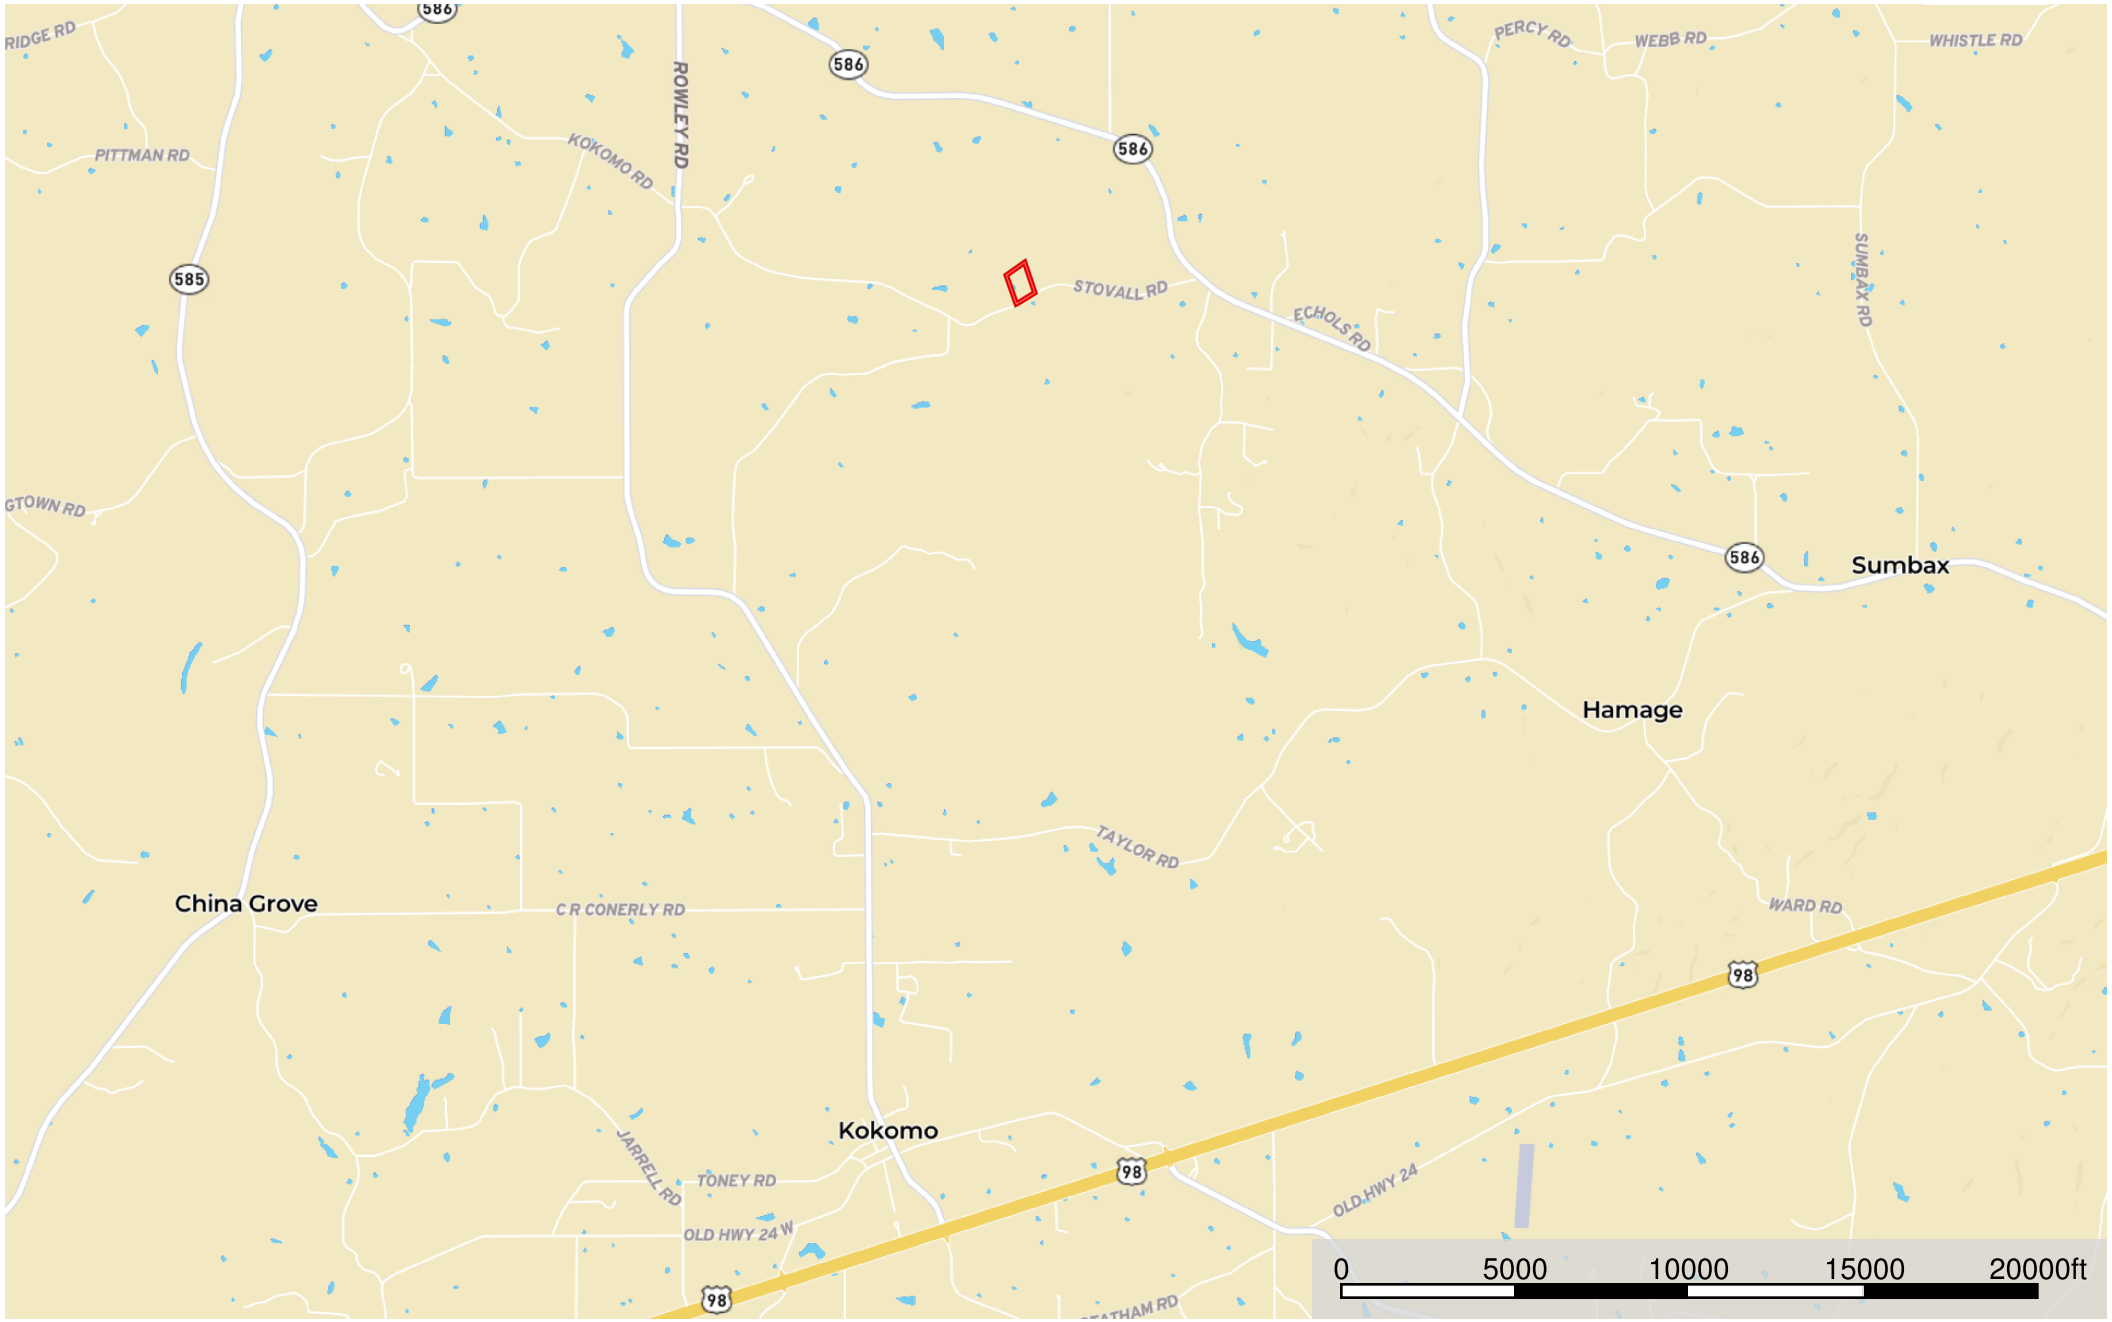 586
RIDGE RD
PERCY RD
WEBB RD
WHISTLE RD
586
ROWLEY RD
586
PITTMAN RD
KOKOMO RD
585
STOVALL RD
SUMBAX RD
ECHOLS RD
GTOWN RD
586
Sumbax
Hamage
TAYLOR RD
China Grove
C R CONERLY RD
WARD RD
98
Kokomo
JARRELL RD
98
TONEY RD
OLD HWY 24
OLD HWY 24 W
98
TATHAM RD
0 5000 10000 15000 20000ft